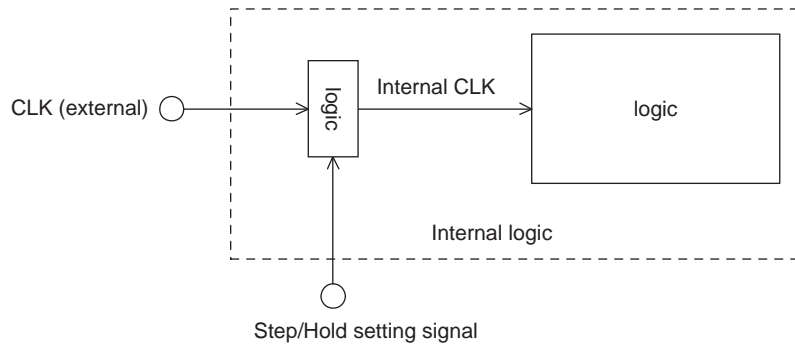 CLK (external)
logic
Internal CLK
logic
Internal logic
Step/Hold setting signal